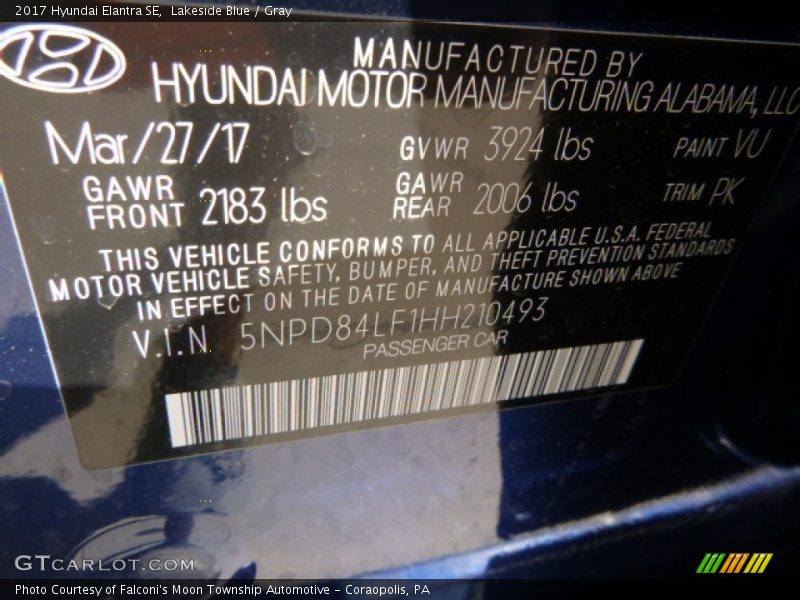 2017 Hyundai Elantra SE, Lakeside Blue / Gray
MANUFACTURED BY
HYUNDAI MOTOR MANUFACTURING ALABAMA, LLC
Mar/27/17 GVWR 3924 lbs PAINT VU
GAWR FRONT 2183 lbs GAWR REAR 2006 lbs TRIM PK
THIS VEHICLE CONFORMS TO ALL APPLICABLE U.S.A. FEDERAL
MOTOR VEHICLE SAFETY, BUMPER, AND THEFT PREVENTION STANDARDS
IN EFFECT ON THE DATE OF MANUFACTURE SHOWN ABOVE
V.I.N 5NPD84LF1HH210493
PASSENGER CAR
GTCARLOT.COM
Photo Courtesy of Falconi's Moon Township Automotive - Coraopolis, PA